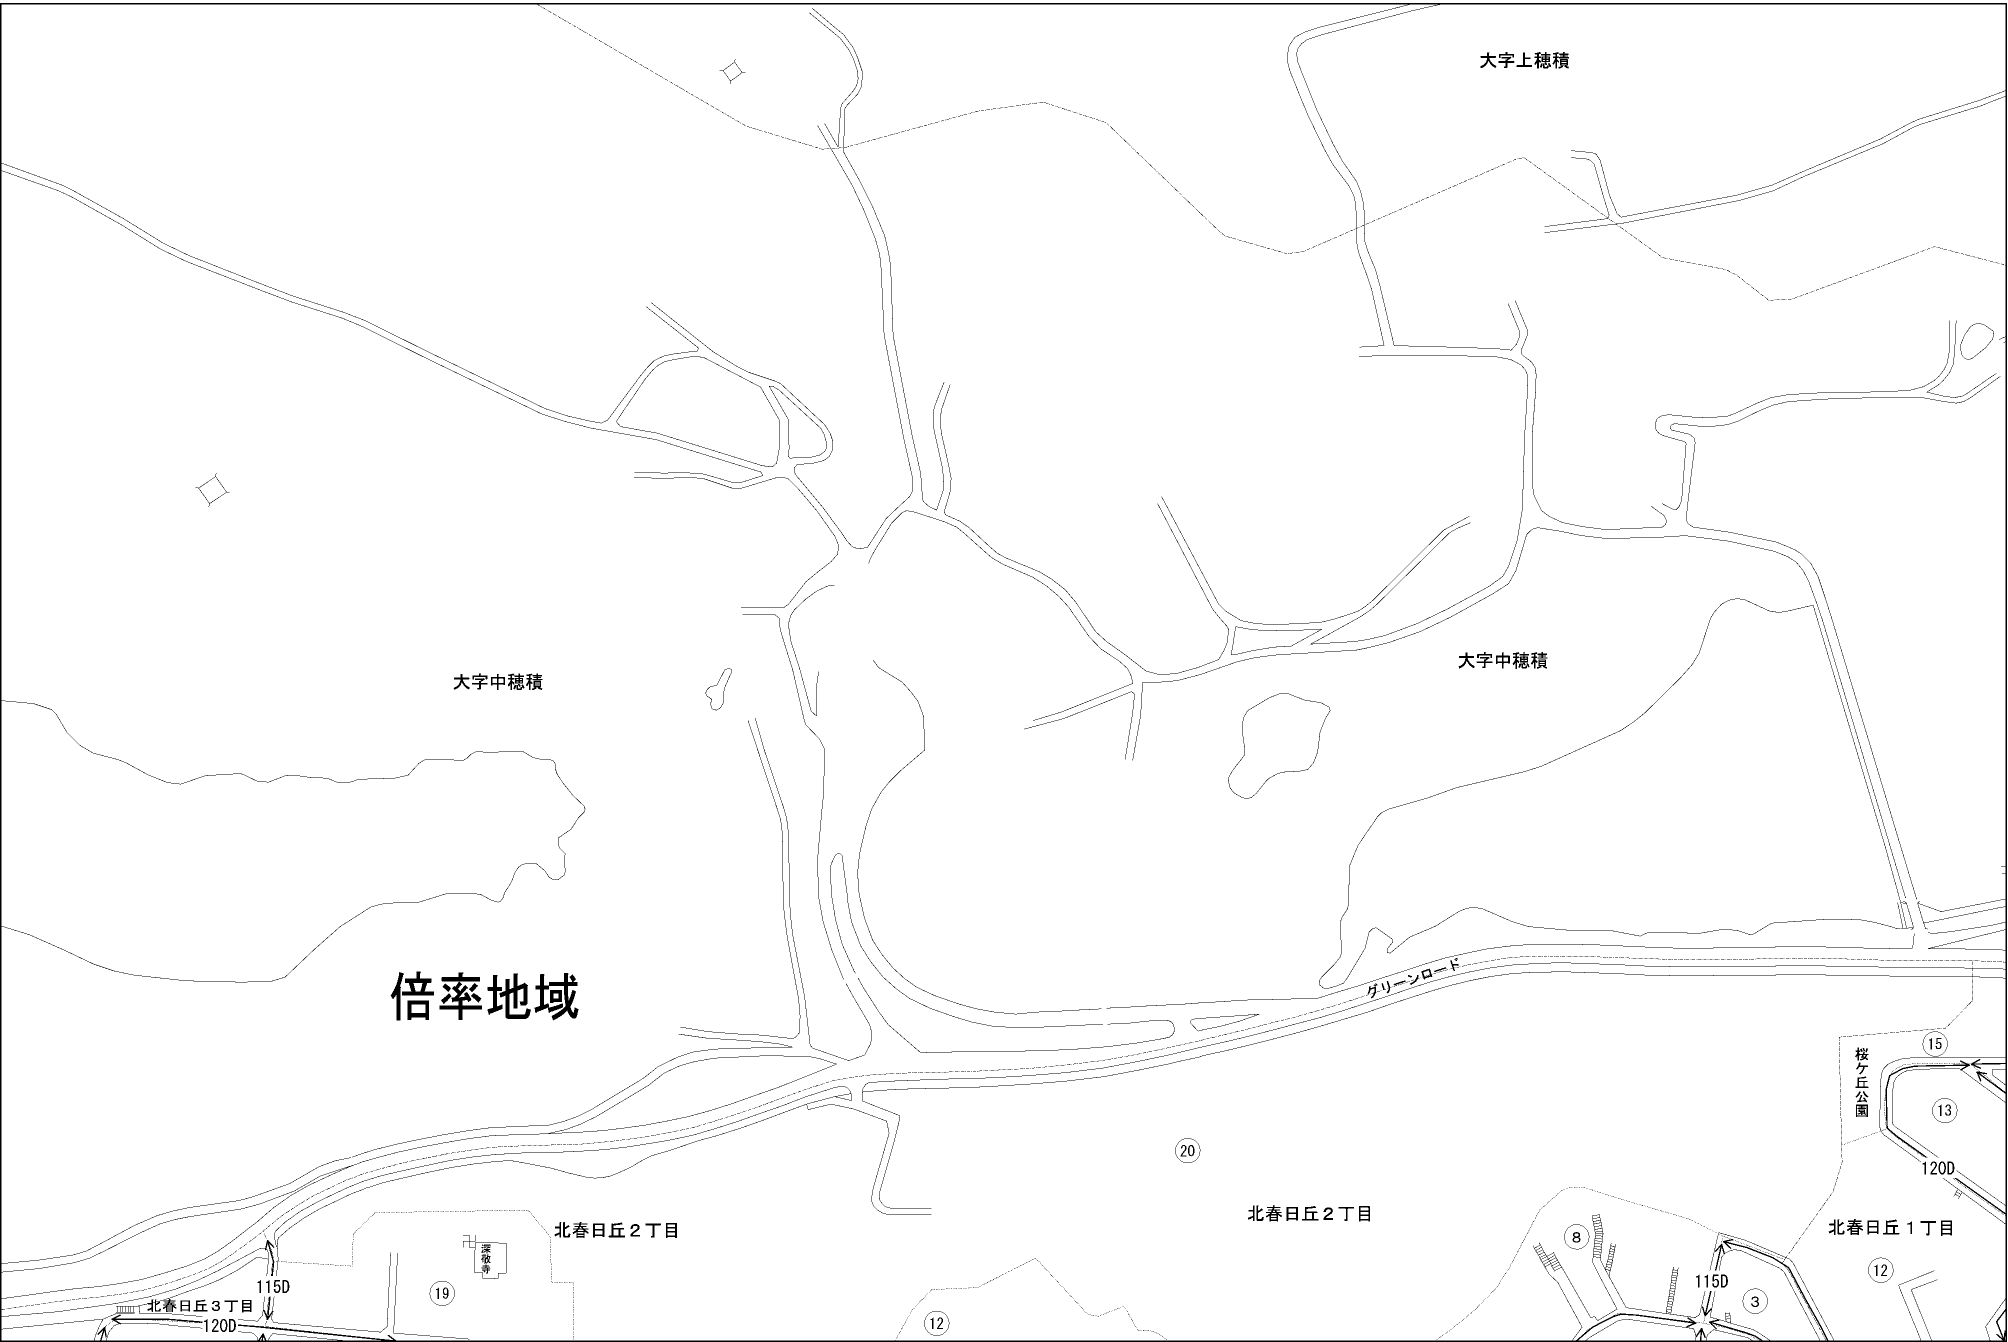 大字上穂積
大字中穂積
大字中穂積
倍率地域
グリーンロード
15
桜ケ丘公園
13
20
120D
北春日丘2丁目
北春日丘2丁目
北春日丘1丁目
8
深敬寺
12
115D
115D
19
3
北春日丘3丁目
120D
12